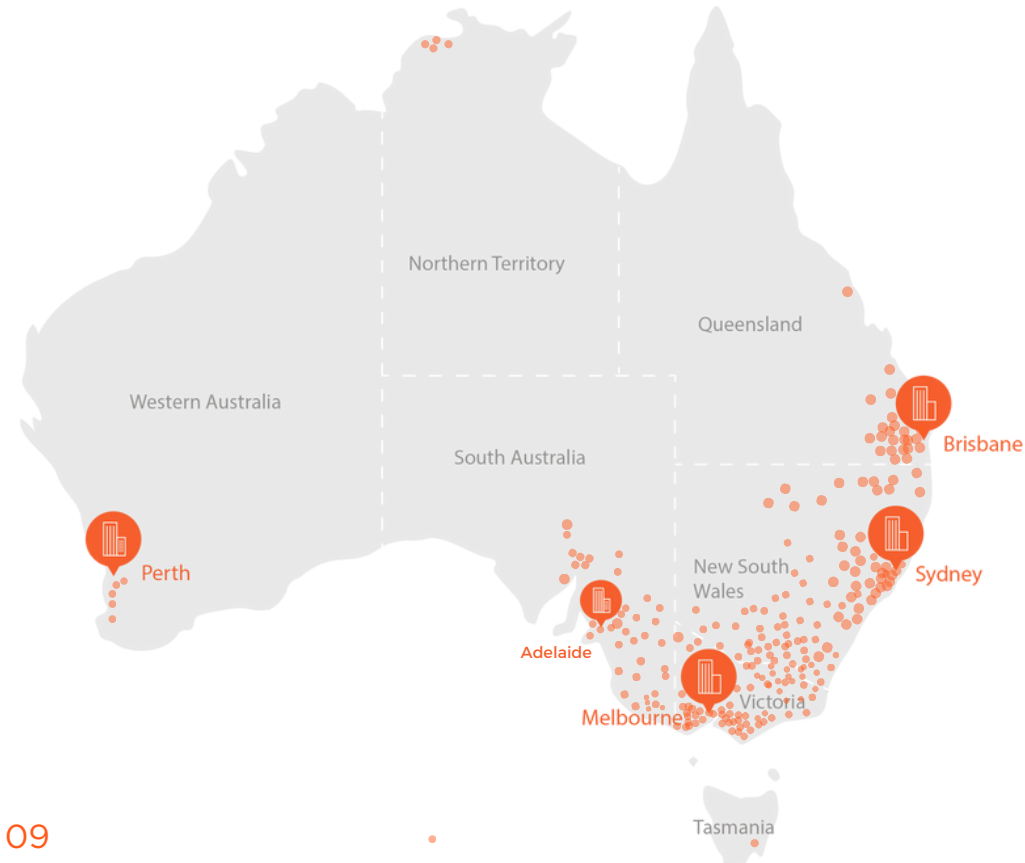 Northern Territory
Queensland
Western Australia
Brisbane
South Australia
New South
Wales
Perth
Sydney
Adelaide
Victoria
Melbourne
Tasmania
09